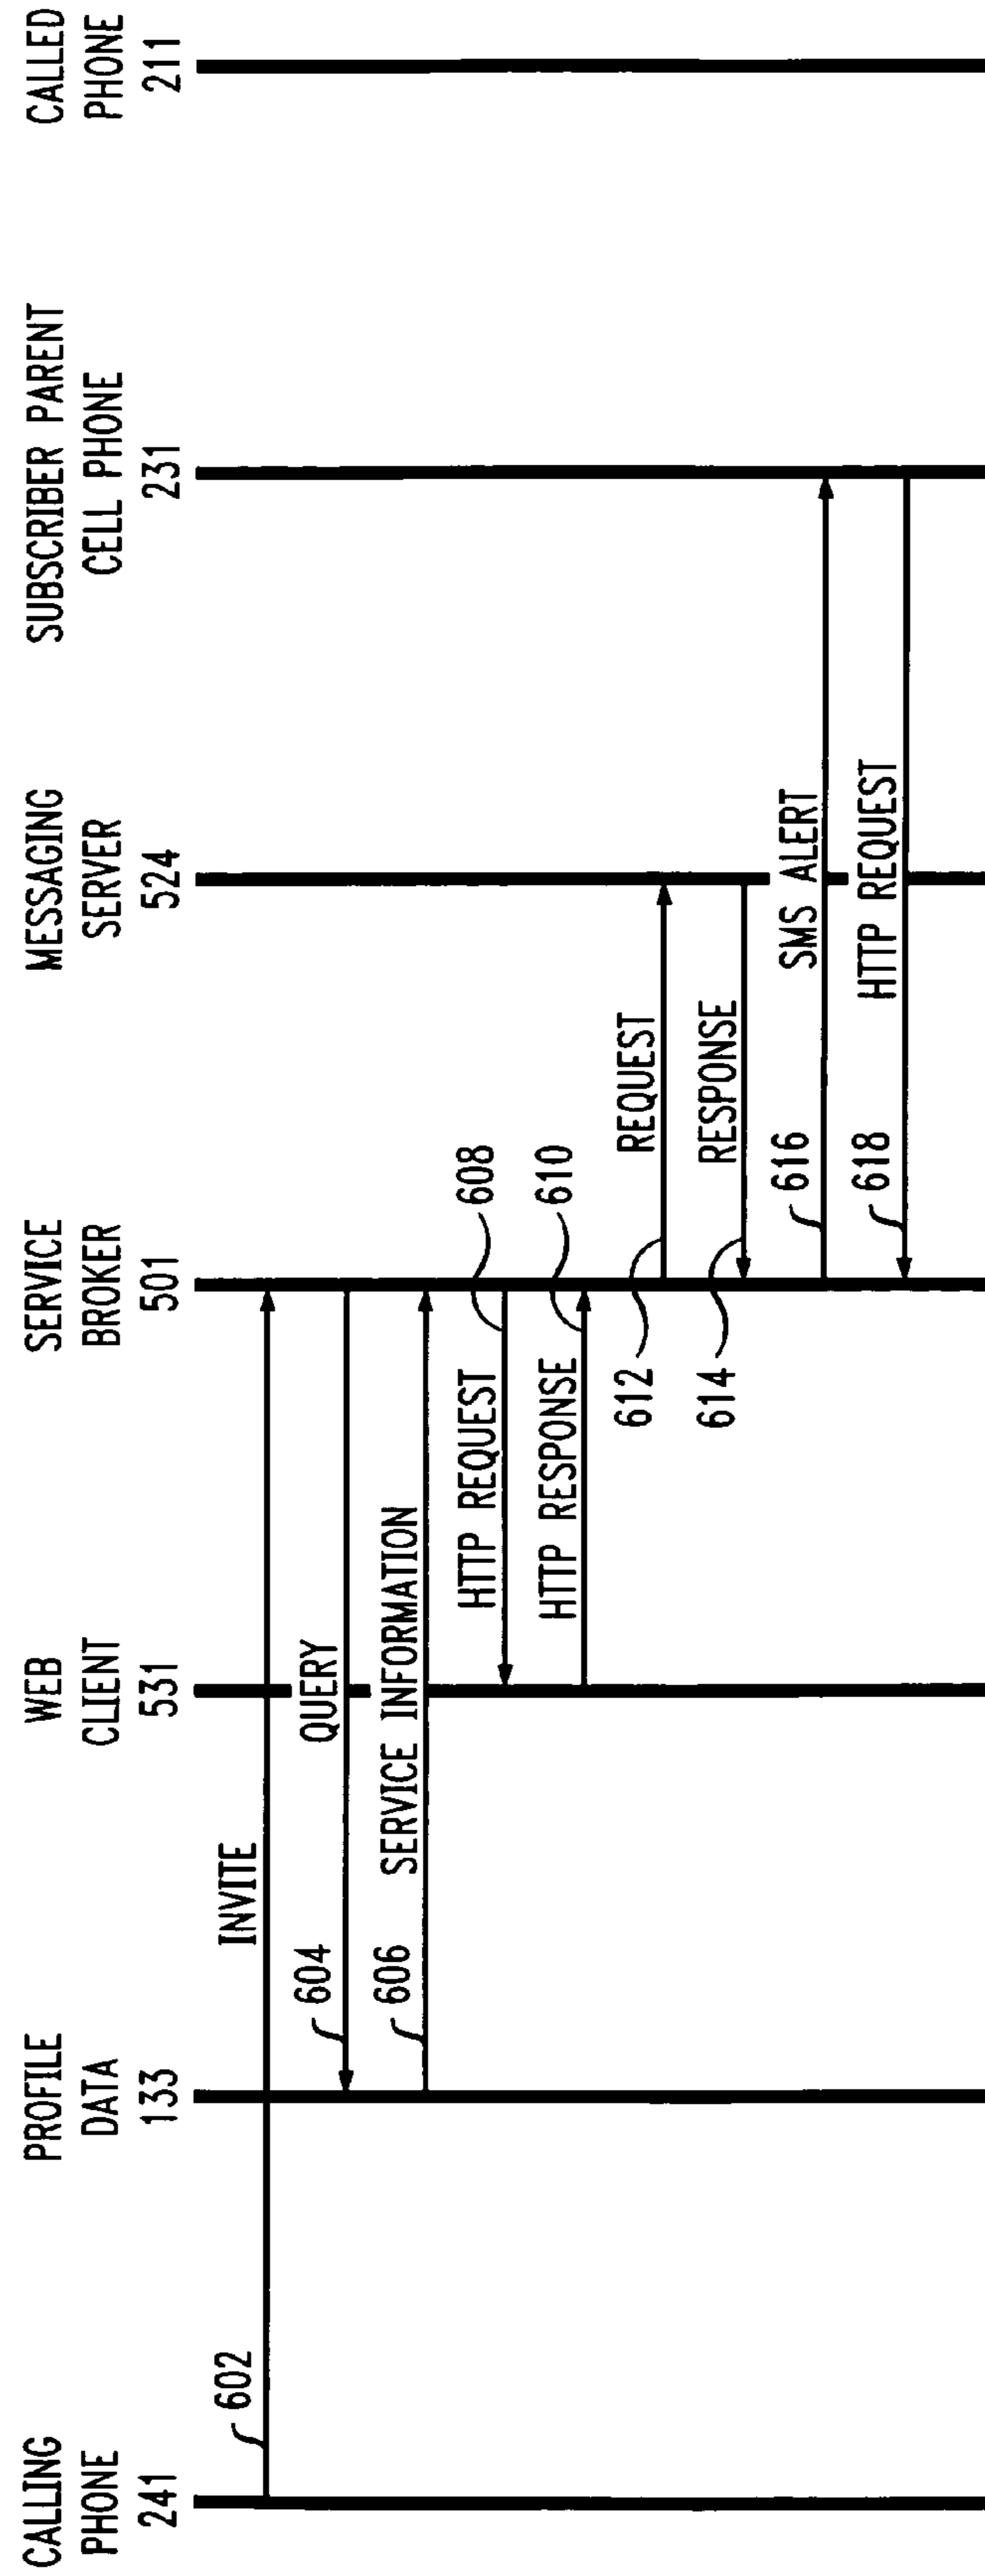 CALLING
PHONE
241
PROFILE
DATA
133
WEB
CLIENT
531
SERVICE
BROKER
501
MESSAGING
SERVER
524
SUBSCRIBER PARENT
CELL PHONE
231
CALLED
PHONE
211
602
INVITE
604
QUERY
606
SERVICE INFORMATION
HTTP REQUEST
608
HTTP RESPONSE
610
612
REQUEST
614
RESPONSE
616
SMS ALERT
618
HTTP REQUEST